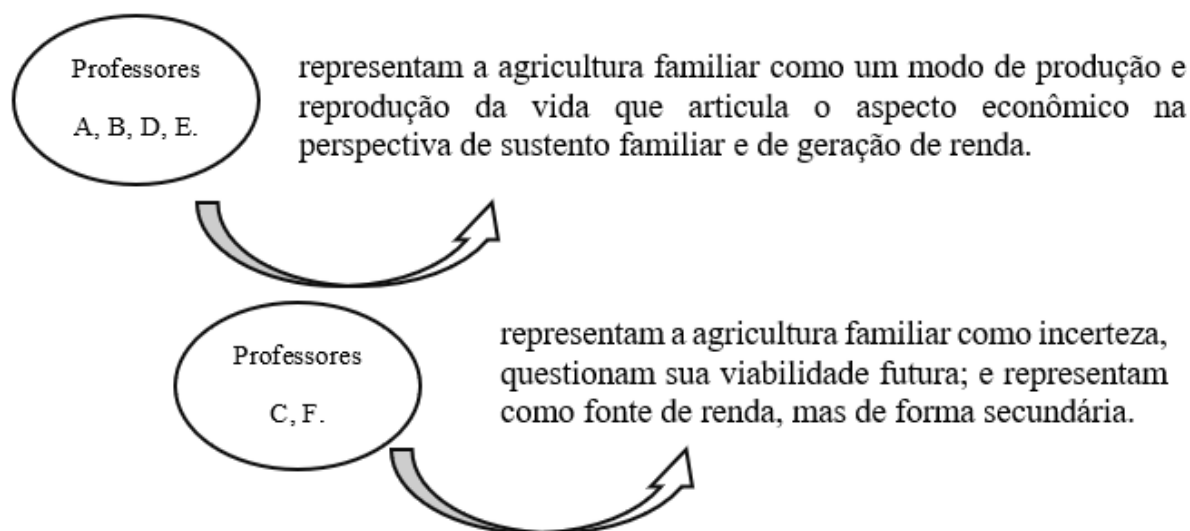 Professores
A, B, D, E.
representam a agricultura familiar como um modo de produção e
reprodução da vida que articula o aspecto econômico na
perspectiva de sustento familiar e de geração de renda.
Professores
C, F.
representam a agricultura familiar como incerteza,
questionam sua viabilidade futura; e representam
como fonte de renda, mas de forma secundária.